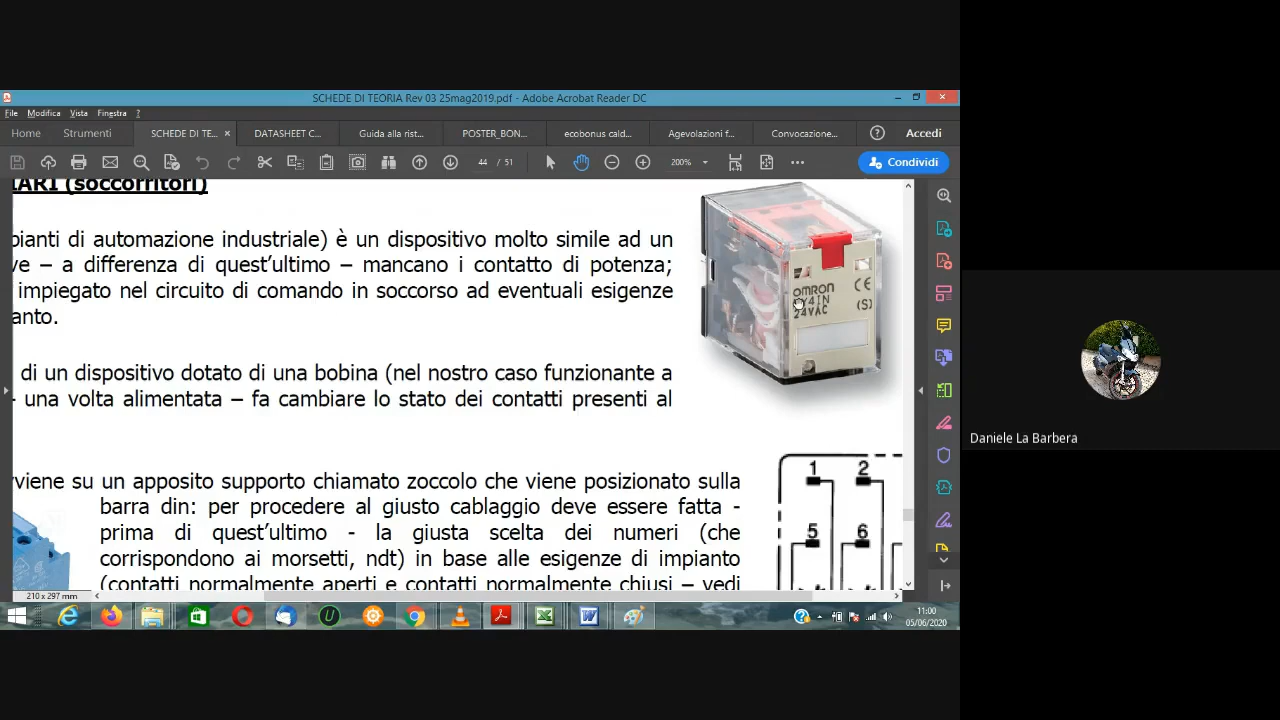 SCHEDE DI TEORIA Rev 03 25mag2019.pdf - Adobe Acrobat Reader DC
File Modifica Vista Finestra ?
Home Strumenti SCHEDE DI TE... × DATASHEET C... Guida alla rist... POSTER_BON... ecobonus cald... Agevolazioni f... Convocazione... Accedi
44 / 51 200% Condividi
IARI (soccorritori)
pianti di automazione industriale) è un dispositivo molto simile ad un
ve – a differenza di quest'ultimo – mancano i contatto di potenza;
impiegato nel circuito di comando in soccorso ad eventuali esigenze
anto.
omron CE
MY4IN (S)
24VAC
di un dispositivo dotato di una bobina (nel nostro caso funzionante a
- una volta alimentata – fa cambiare lo stato dei contatti presenti al
Daniele La Barbera
viene su un apposito supporto chiamato zoccolo che viene posizionato sulla
barra din: per procedere al giusto cablaggio deve essere fatta -
prima di quest'ultimo - la giusta scelta dei numeri (che
corrispondono ai morsetti, ndt) in base alle esigenze di impianto
(contatti normalmente aperti e contatti normalmente chiusi – vedi
1 2
5 6
210 x 297 mm
11:00
05/06/2020